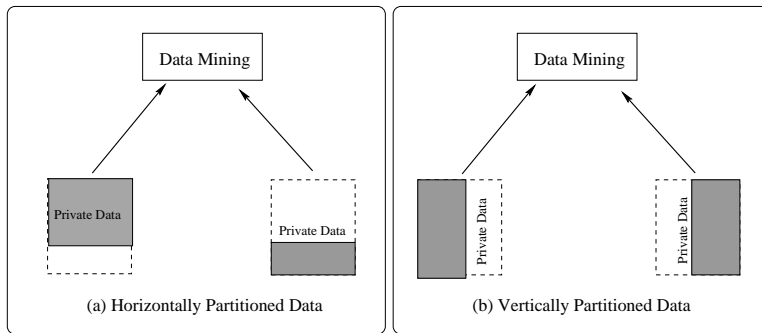 Data Mining
Private Data
Private Data
(a) Horizontally Partitioned Data
Data Mining
Private Data
Private Data
(b) Vertically Partitioned Data